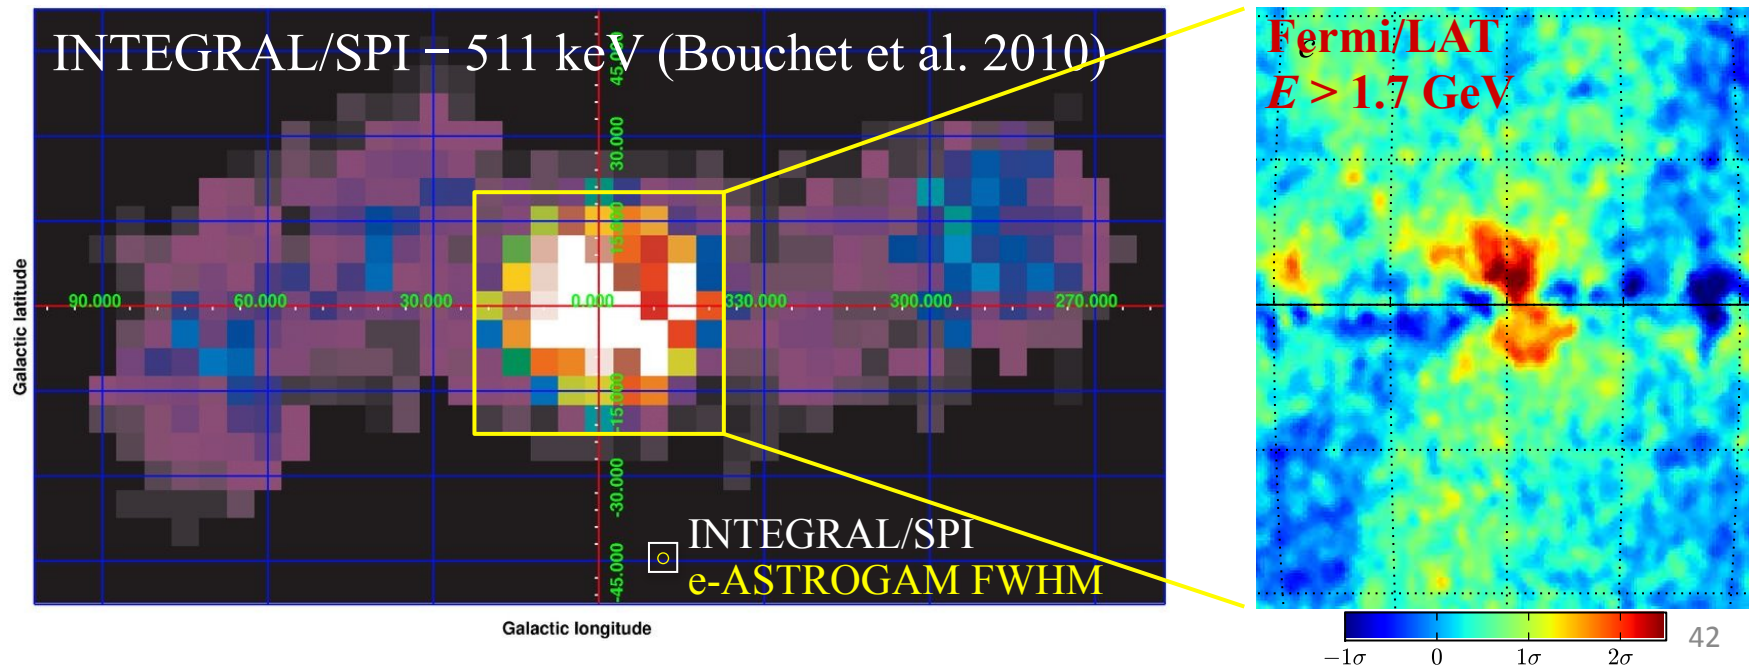 INTEGRAL/SPI − 511 keV (Bouchet et al. 2010)
45.000
30.000
15.000
90.000 60.000 30.000 0.000 330.000 300.000 270.000
-15.000
-30.000
-45.000
Galactic latitude
Galactic longitude
INTEGRAL/SPI
e-ASTROGAM FWHM
Fermi/LAT
E > 1.7 GeV
−1σ 0 1σ 2σ
42